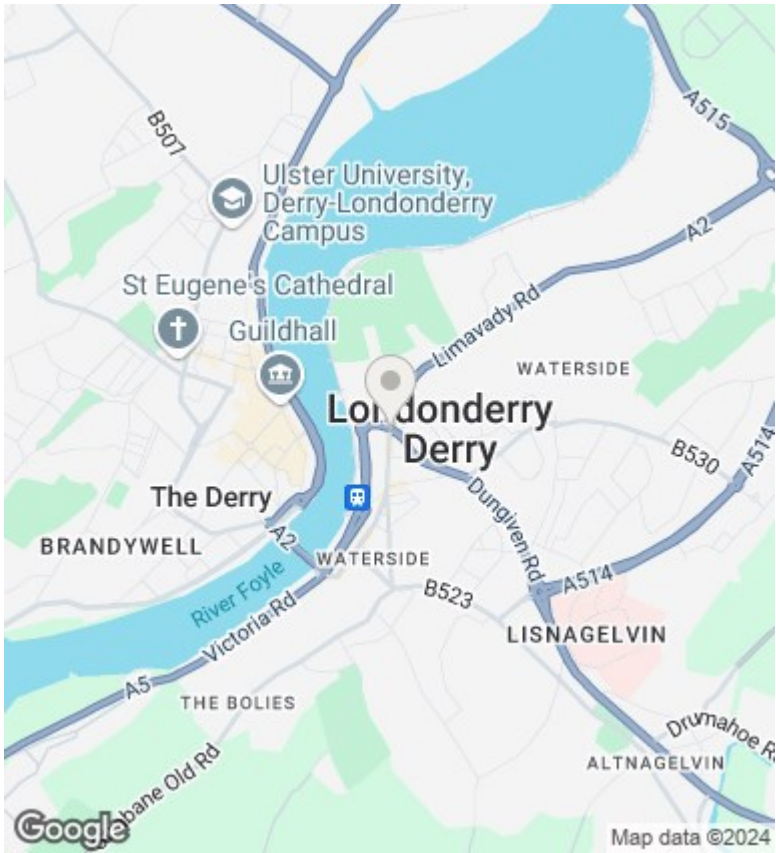 B507
A515
Ulster University,
Derry-Londonderry
Campus
A2
St Eugene's Cathedral
Guildhall
Limavady Rd
WATERSIDE
Londonderry
Derry
B530
A514
The Derry
Dungiven Rd
A2
BRANDYWELL
WATERSIDE
River Foyle
Victoria Rd
B523
A514
LISNAGELVIN
A5
THE BOLIES
Old Rd
ALTNAGELVIN
Google
Map data ©2024